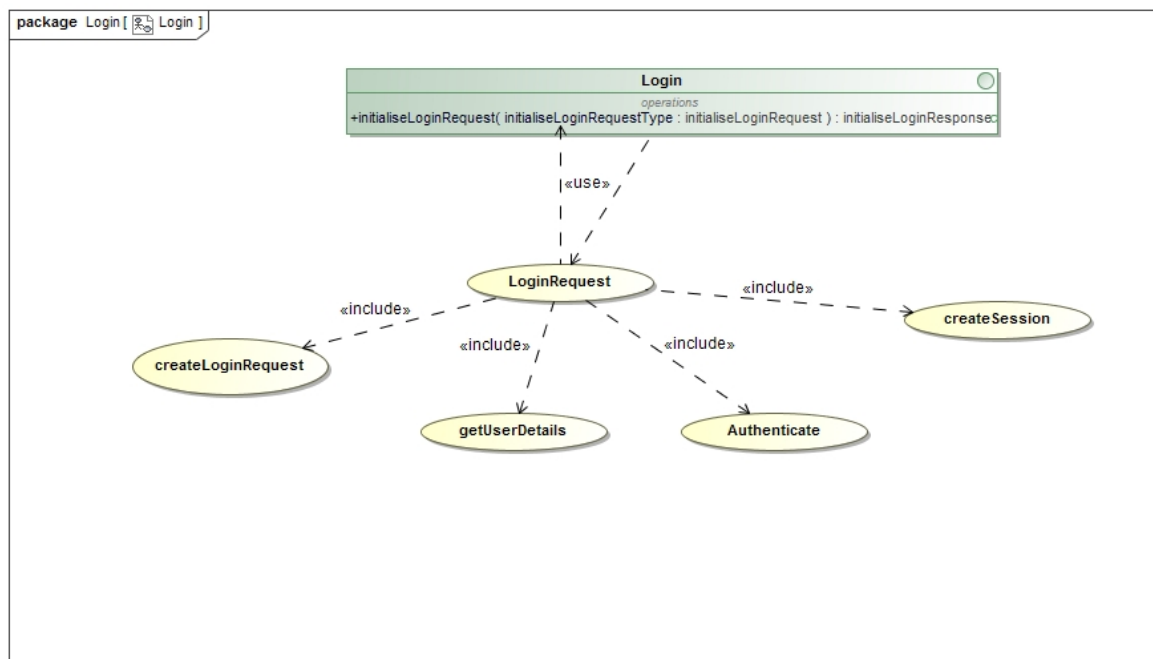 package Login [ Login ]
Login
operations
+initialiseLoginRequest( initialiseLoginRequestType : initialiseLoginRequest ) : initialiseLoginResponse
«use»
LoginRequest
«include»
«include»
createSession
«include»
«include»
createLoginRequest
getUserDetails
Authenticate